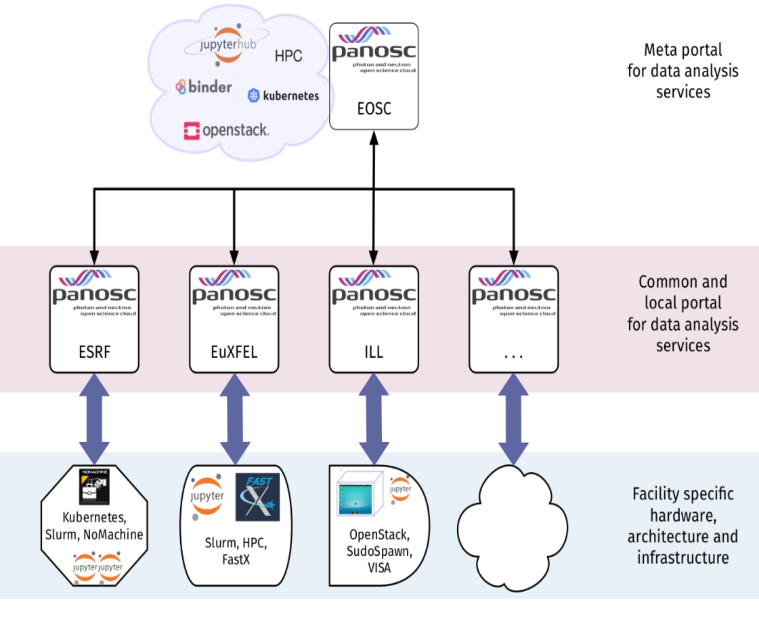 jupyterhub
HPC
binder
kubernetes
openstack.
panosc
photon and neutron
open science cloud
EOSC
Meta portal
for data analysis
services
panosc
photon and neutron
open science cloud
ESRF
panosc
photon and neutron
open science cloud
EuXFEL
panosc
photon and neutron
open science cloud
ILL
panosc
photon and neutron
open science cloud
...
Common and
local portal
for data analysis
services
NOMACHINE
Kubernetes,
Slurm, NoMachine
jupyter
jupyter
jupyter
FAST
X
Slurm, HPC,
FastX
jupyter
OpenStack,
SudoSpawn,
VISA
Facility specific
hardware,
architecture and
infrastructure